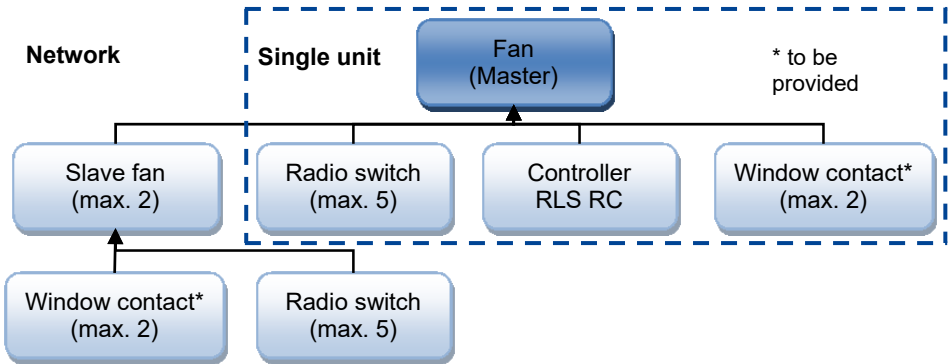 Network
Single unit
Fan
(Master)
* to be
provided
Slave fan
(max. 2)
Radio switch
(max. 5)
Controller
RLS RC
Window contact*
(max. 2)
Window contact*
(max. 2)
Radio switch
(max. 5)